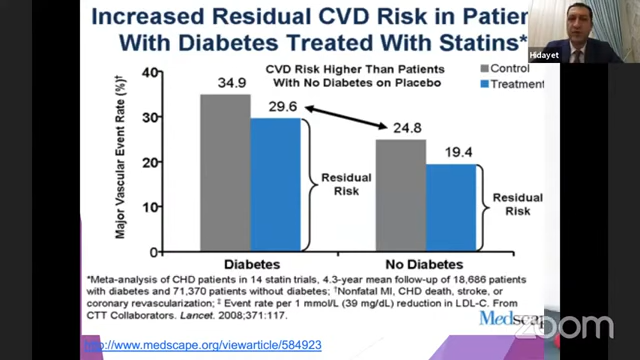 Increased Residual CVD Risk in Patien
With Diabetes Treated With Statins*
Hidayet
CVD Risk Higher Than Patients
With No Diabetes on Placebo
Control
Treatment
Major Vascular Event Rate (%)†
40
30
20
10
0
34.9
29.6
24.8
19.4
Residual
Risk
Residual
Risk
Diabetes
No Diabetes
*Meta-analysis of CHD patients in 14 statin trials, 4.3-year mean follow-up of 18,686 patients
with diabetes and 71,370 patients without diabetes; †Nonfatal MI, CHD death, stroke, or
coronary revascularization; ‡ Event rate per 1 mmol/L (39 mg/dL) reduction in LDL-C. From
CTT Collaborators. Lancet. 2008;371:117.
Medscape
zoom
http://www.medscape.org/viewarticle/584923